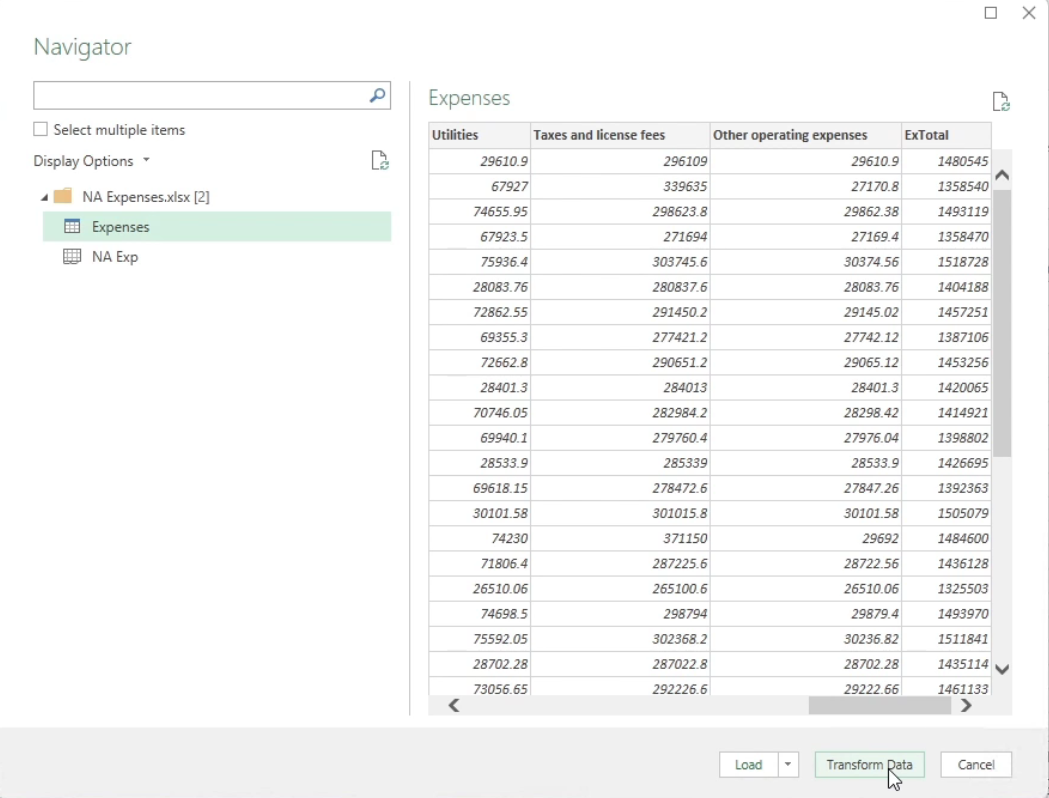 Navigator
Select multiple items
Display Options
NA Expenses.xlsx [2]
Expenses
NA Exp
Expenses
Utilities Taxes and license fees Other operating expenses ExTotal
29610.9 296109 29610.9 1480545
67927 339635 27170.8 1358540
74655.95 298623.8 29862.38 1493119
67923.5 271694 27169.4 1358470
75936.4 303745.6 30374.56 1518728
28083.76 280837.6 28083.76 1404188
72862.55 291450.2 29145.02 1457251
69355.3 277421.2 27742.12 1387106
72662.8 290651.2 29065.12 1453256
28401.3 284013 28401.3 1420065
70746.05 282984.2 28298.42 1414921
69940.1 279760.4 27976.04 1398802
28533.9 285339 28533.9 1426695
69618.15 278472.6 27847.26 1392363
30101.58 301015.8 30101.58 1505079
74230 371150 29692 1484600
71806.4 287225.6 28722.56 1436128
26510.06 265100.6 26510.06 1325503
74698.5 298794 29879.4 1493970
75592.05 302368.2 30236.82 1511841
28702.28 287022.8 28702.28 1435114
73056.65 292226.6 29222.66 1461133
Load Transform Data Cancel